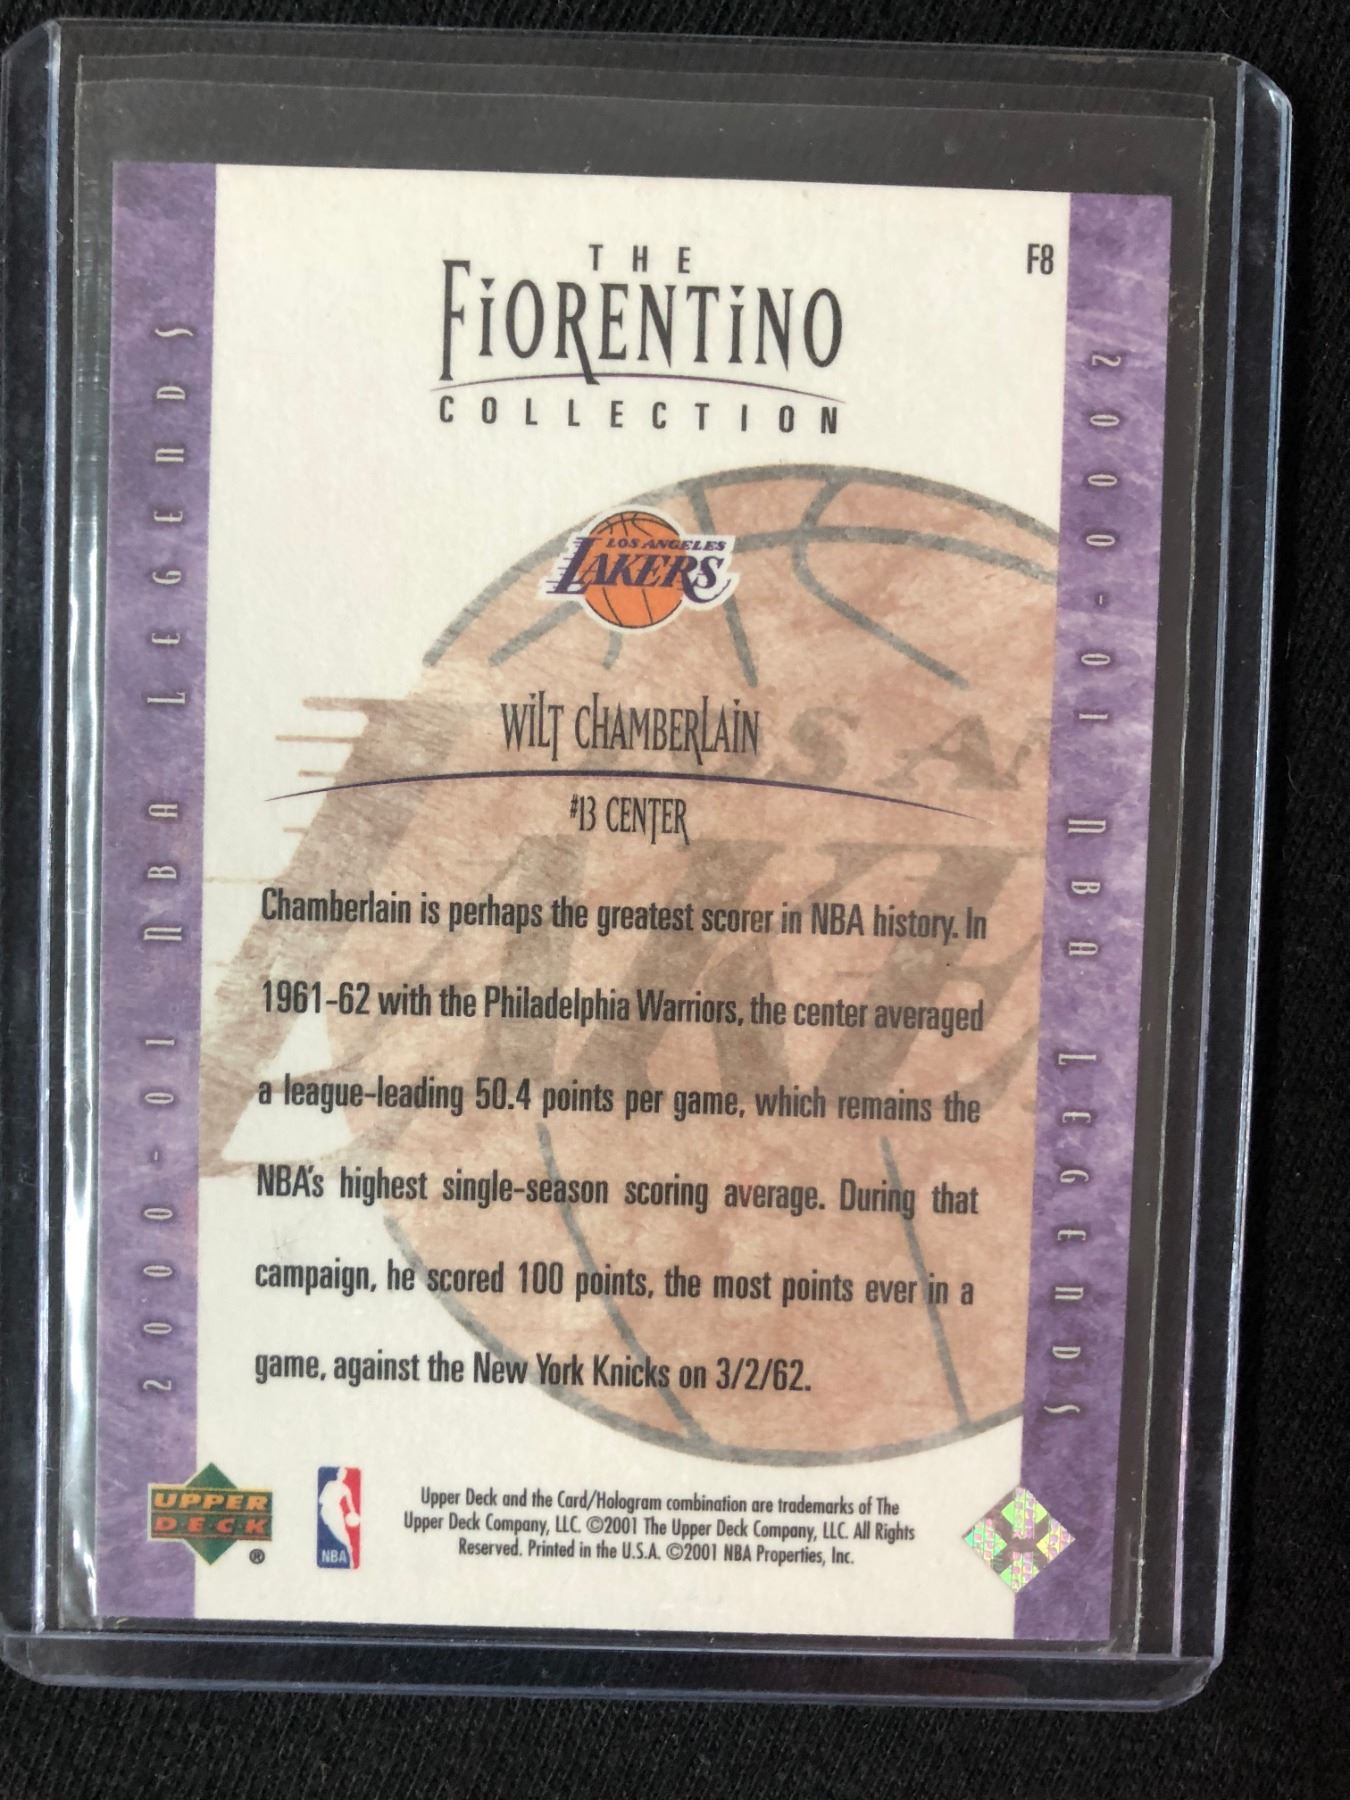 THE
F8
FiORENTiNO
COLLECTION
LOS ANGELES
LAKERS
WiLT CHAMBERLAiN
#13 CENTER
Chamberlain is perhaps the greatest scorer in NBA history. In
1961-62 with the Philadelphia Warriors, the center averaged
a league-leading 50.4 points per game, which remains the
NBA's highest single-season scoring average. During that
campaign, he scored 100 points, the most points ever in a
game, against the New York Knicks on 3/2/62.
2000-01 NBA LEGENDS
2000-01 NBA LEGENDS
S AN
LAKE
UPPER
DECK
®
NBA
Upper Deck and the Card/Hologram combination are trademarks of The
Upper Deck Company, LLC. ©2001 The Upper Deck Company, LLC. All Rights
Reserved. Printed in the U.S.A. ©2001 NBA Properties, Inc.